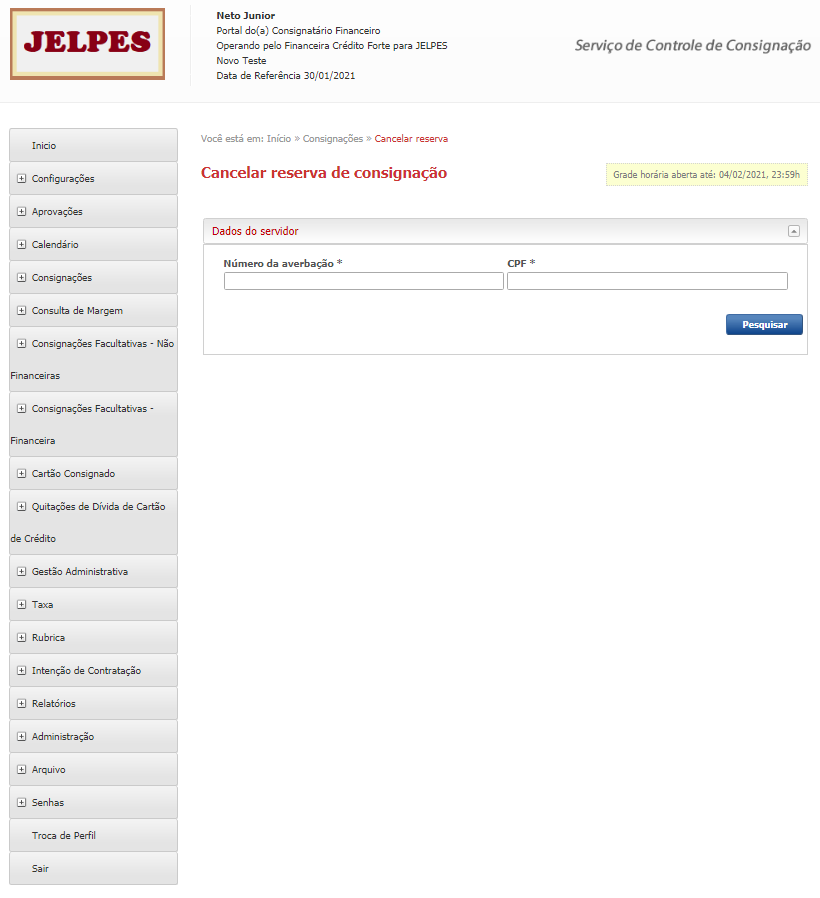 JELPES
Neto Junior
Portal do(a) Consignatário Financeiro
Operando pelo Financeira Crédito Forte para JELPES
Novo Teste
Data de Referência 30/01/2021
Serviço de Controle de Consignação
Inicio
Configurações
Aprovações
Calendário
Consignações
Consulta de Margem
Consignações Facultativas - Não
Financeiras
Consignações Facultativas -
Financeira
Cartão Consignado
Quitações de Dívida de Cartão
de Crédito
Gestão Administrativa
Taxa
Rubrica
Intenção de Contratação
Relatórios
Administração
Arquivo
Senhas
Troca de Perfil
Sair
Você está em: Início » Consignações » Cancelar reserva
Cancelar reserva de consignação
Grade horária aberta até: 04/02/2021, 23:59h
Dados do servidor
Número da averbação *
CPF *
Pesquisar